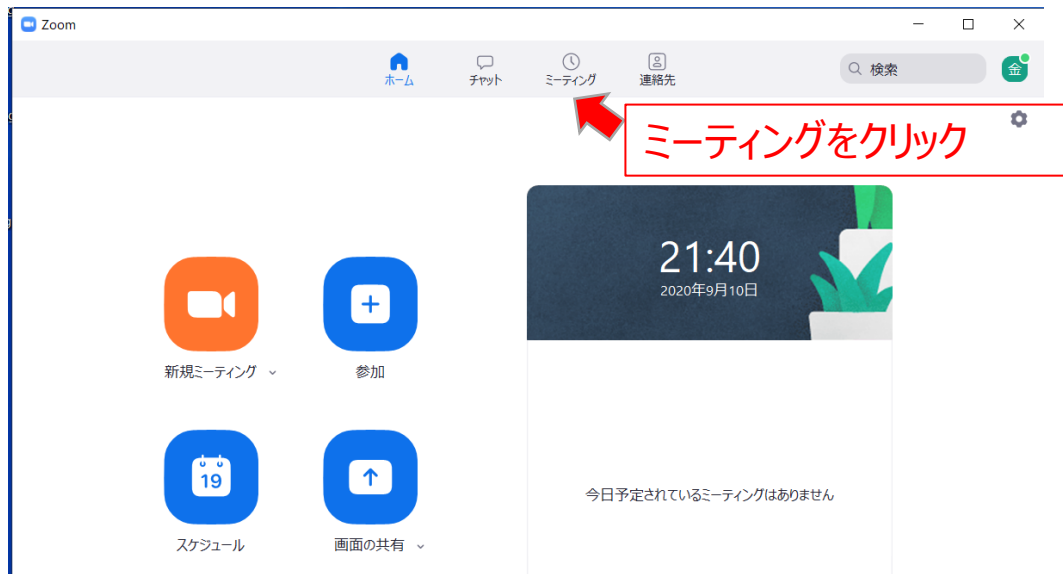 Zoom
ホーム
チャット
ミーティング
連絡先
検索
金
ミーティングをクリック
21:40
2020年9月10日
新規ミーティング
参加
19
スケジュール
画面の共有
今日予定されているミーティングはありません